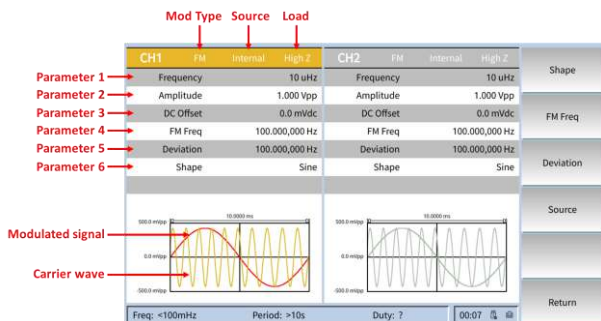 Mod Type Source Load
CH1 FM Internal High Z CH2 FM Internal High Z
Shape
Parameter 1 Frequency 10 uHz Frequency 10 uHz
Parameter 2 Amplitude 1.000 Vpp Amplitude 1.000 Vpp
Parameter 3 DC Offset 0.0 mVdc DC Offset 0.0 mVdc
FM Freq
Parameter 4 FM Freq 100.000,000 Hz FM Freq 100.000,000 Hz
Parameter 5 Deviation 100.000,000 Hz Deviation 100.000,000 Hz
Deviation
Parameter 6 Shape Sine Shape Sine
Source
10.0000 ms 10.0000 ms
500.0 mVpp 500.0 mVpp
Modulated signal
0.0 mVpp 0.0 mVpp
Carrier wave
-500.0 mVpp -500.0 mVpp
Return
Freq: <100mHz Period: >10s Duty: ? 00:07